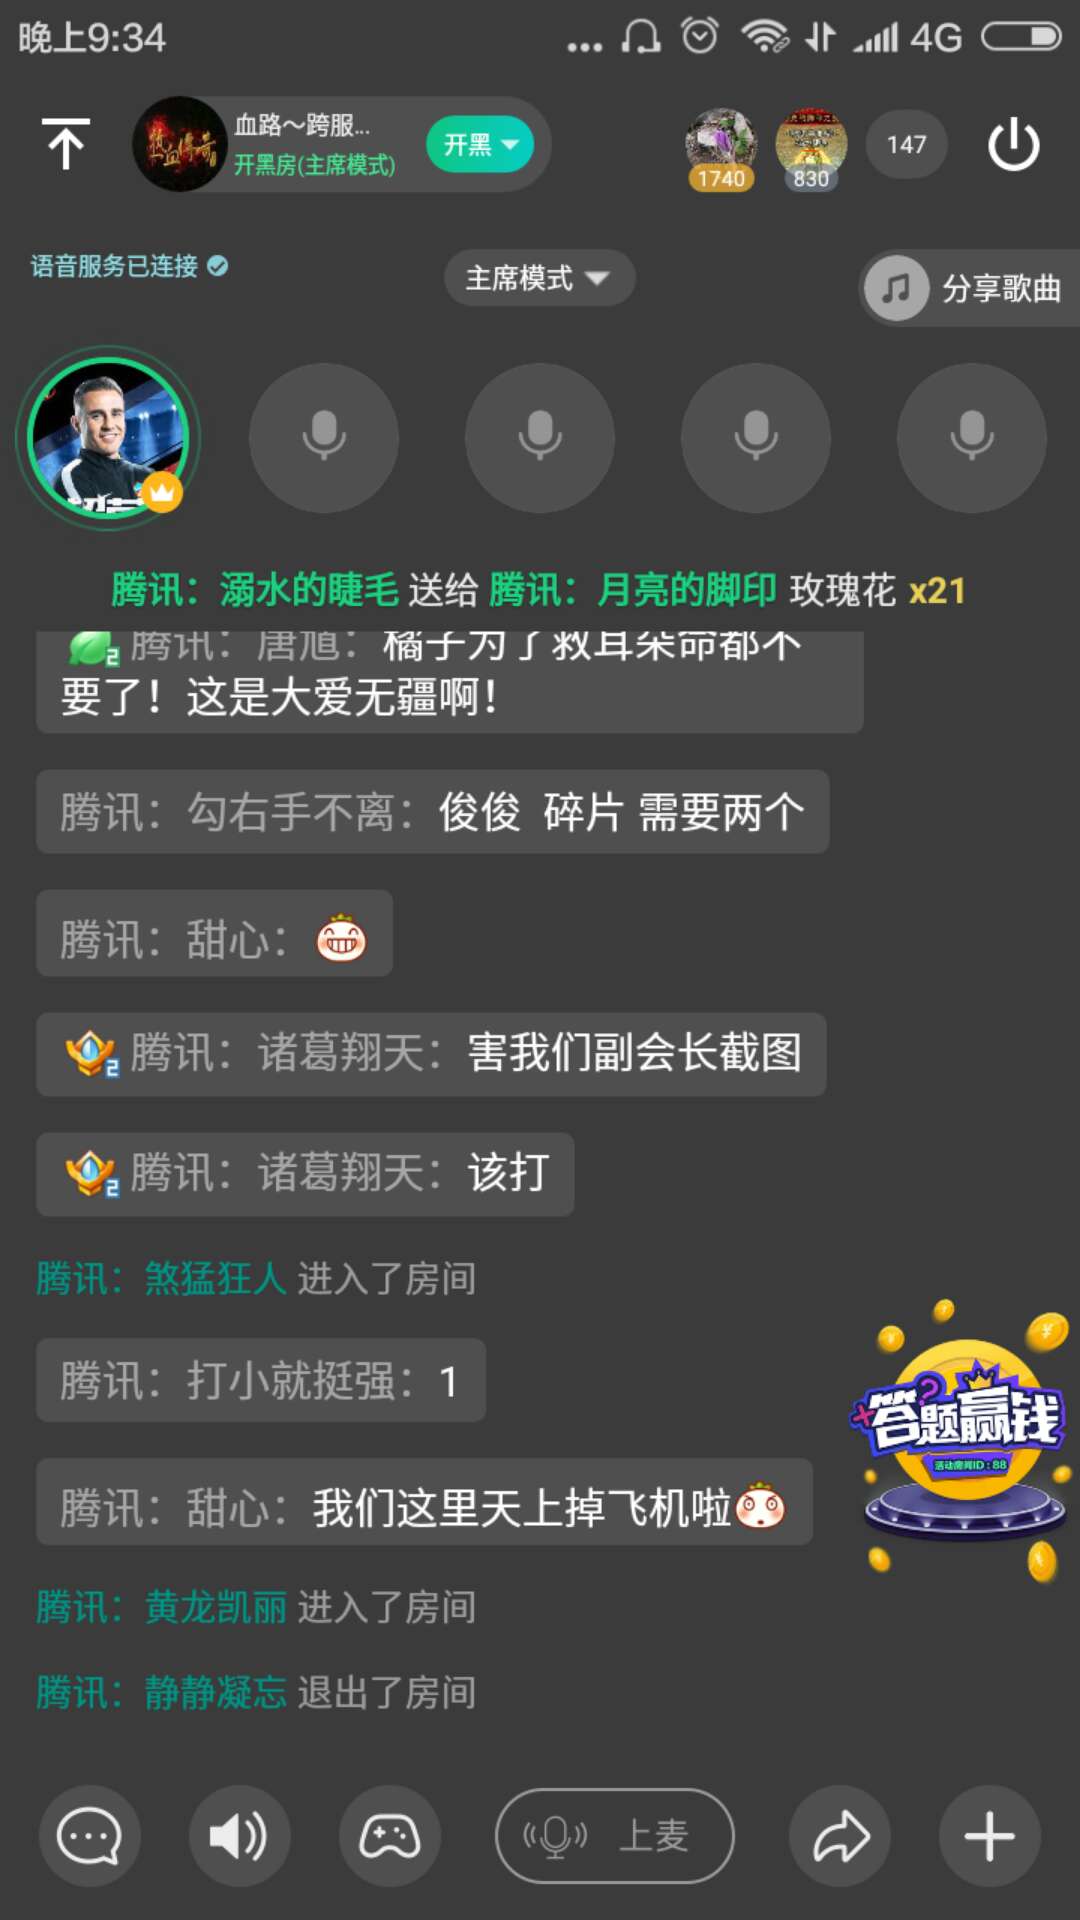 晚上9:34
4G
血路～跨服...
开黑房(主席模式)
开黑
1740
830
147
语音服务已连接
主席模式
分享歌曲
腾讯：溺水的睫毛 送给 腾讯：月亮的脚印 玫瑰花 x21
2 腾讯：唐馗：橘子为了救耳朵命都不
要了！这是大爱无疆啊！
腾讯：勾右手不离：俊俊 碎片 需要两个
腾讯：甜心：
2 腾讯：诸葛翔天：害我们副会长截图
2 腾讯：诸葛翔天：该打
腾讯：煞猛狂人 进入了房间
腾讯：打小就挺强：1
答题赢钱
活动房间ID:88
腾讯：甜心：我们这里天上掉飞机啦
腾讯：黄龙凯丽 进入了房间
腾讯：静静凝忘 退出了房间
上麦